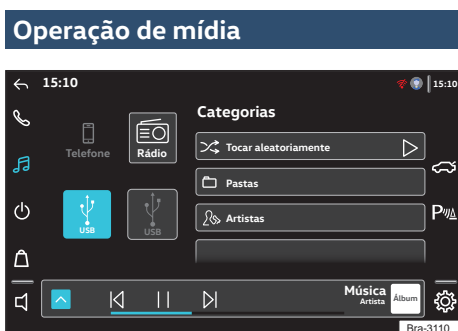 Operação de mídia
15:10
15:10
Categorias
Telefone
Rádio
Tocar aleatoriamente
Pastas
USB
USB
Artistas
P
Música
Artista
Álbum
Bra-3110